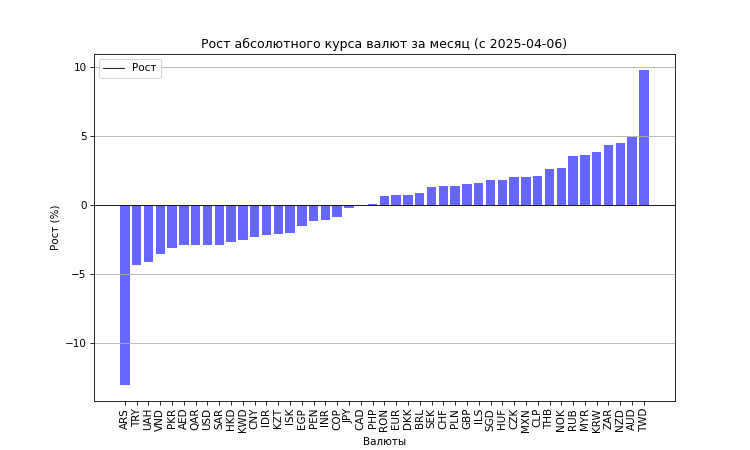 Рост абсолютного курса валют за месяц (с 2025-04-06)
Рост
10
5
0
−5
−10
Рост (%)
ARS TRY UAH VND PKR AED QAR USD SAR HKD KWD CNY IDR KZT ISK EGP PEN INR COP JPY CAD PHP RON EUR DKK BRL SEK CHF PLN GBP ILS SGD HUF CZK MXN CLP THB NOK RUB MYR KRW ZAR NZD AUD TWD
Валюты